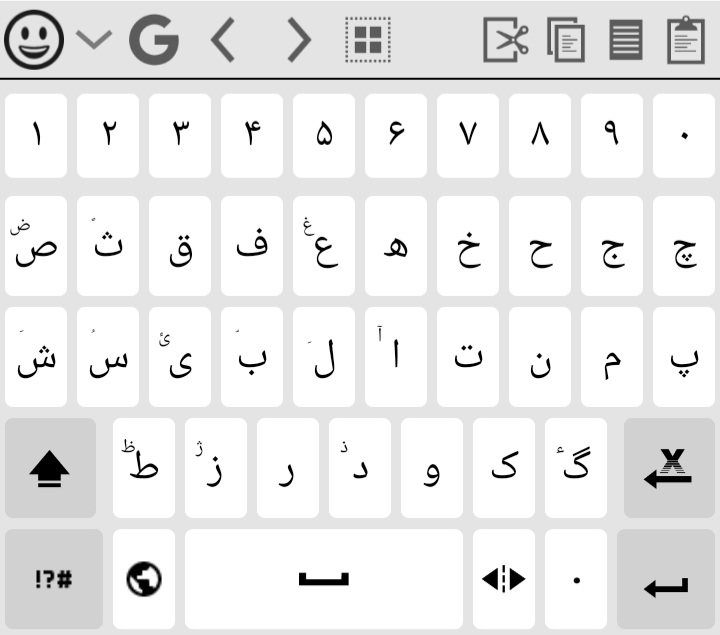 G
۱ ۲ ۳ ۴ ۵ ۶ ۷ ۸ ۹ ۰
ض ص ث ق ف غ ع ه خ ح ج چ
ش س ئ ی ب ل آ ا ت ن م پ
ظ ط ژ ز ر ذ د و ک ء گ X
!?# .